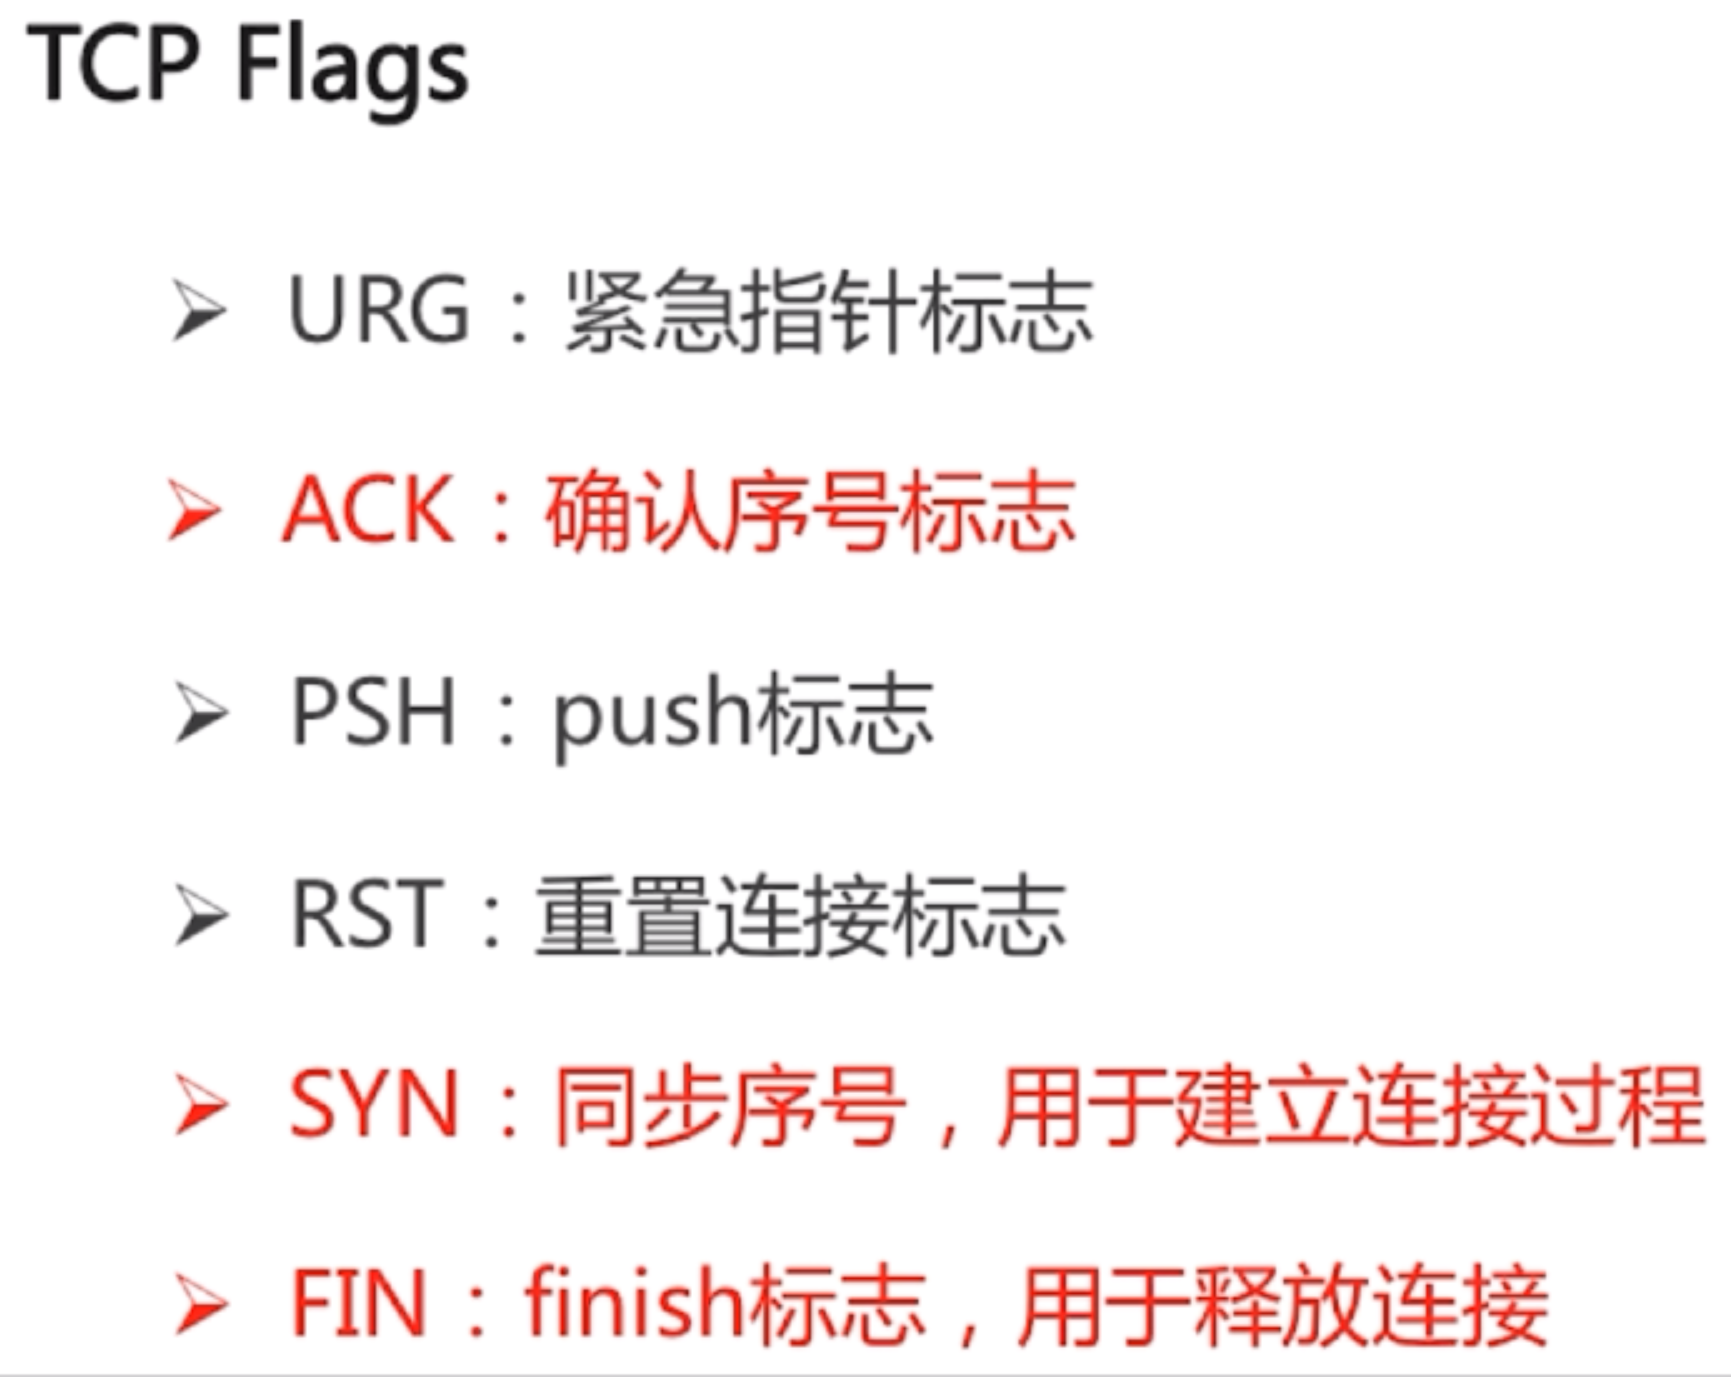 TCP Flags
➢ URG：紧急指针标志
➢ ACK：确认序号标志
➢ PSH：push标志
➢ RST：重置连接标志
➢ SYN：同步序号，用于建立连接过程
➢ FIN：finish标志，用于释放连接